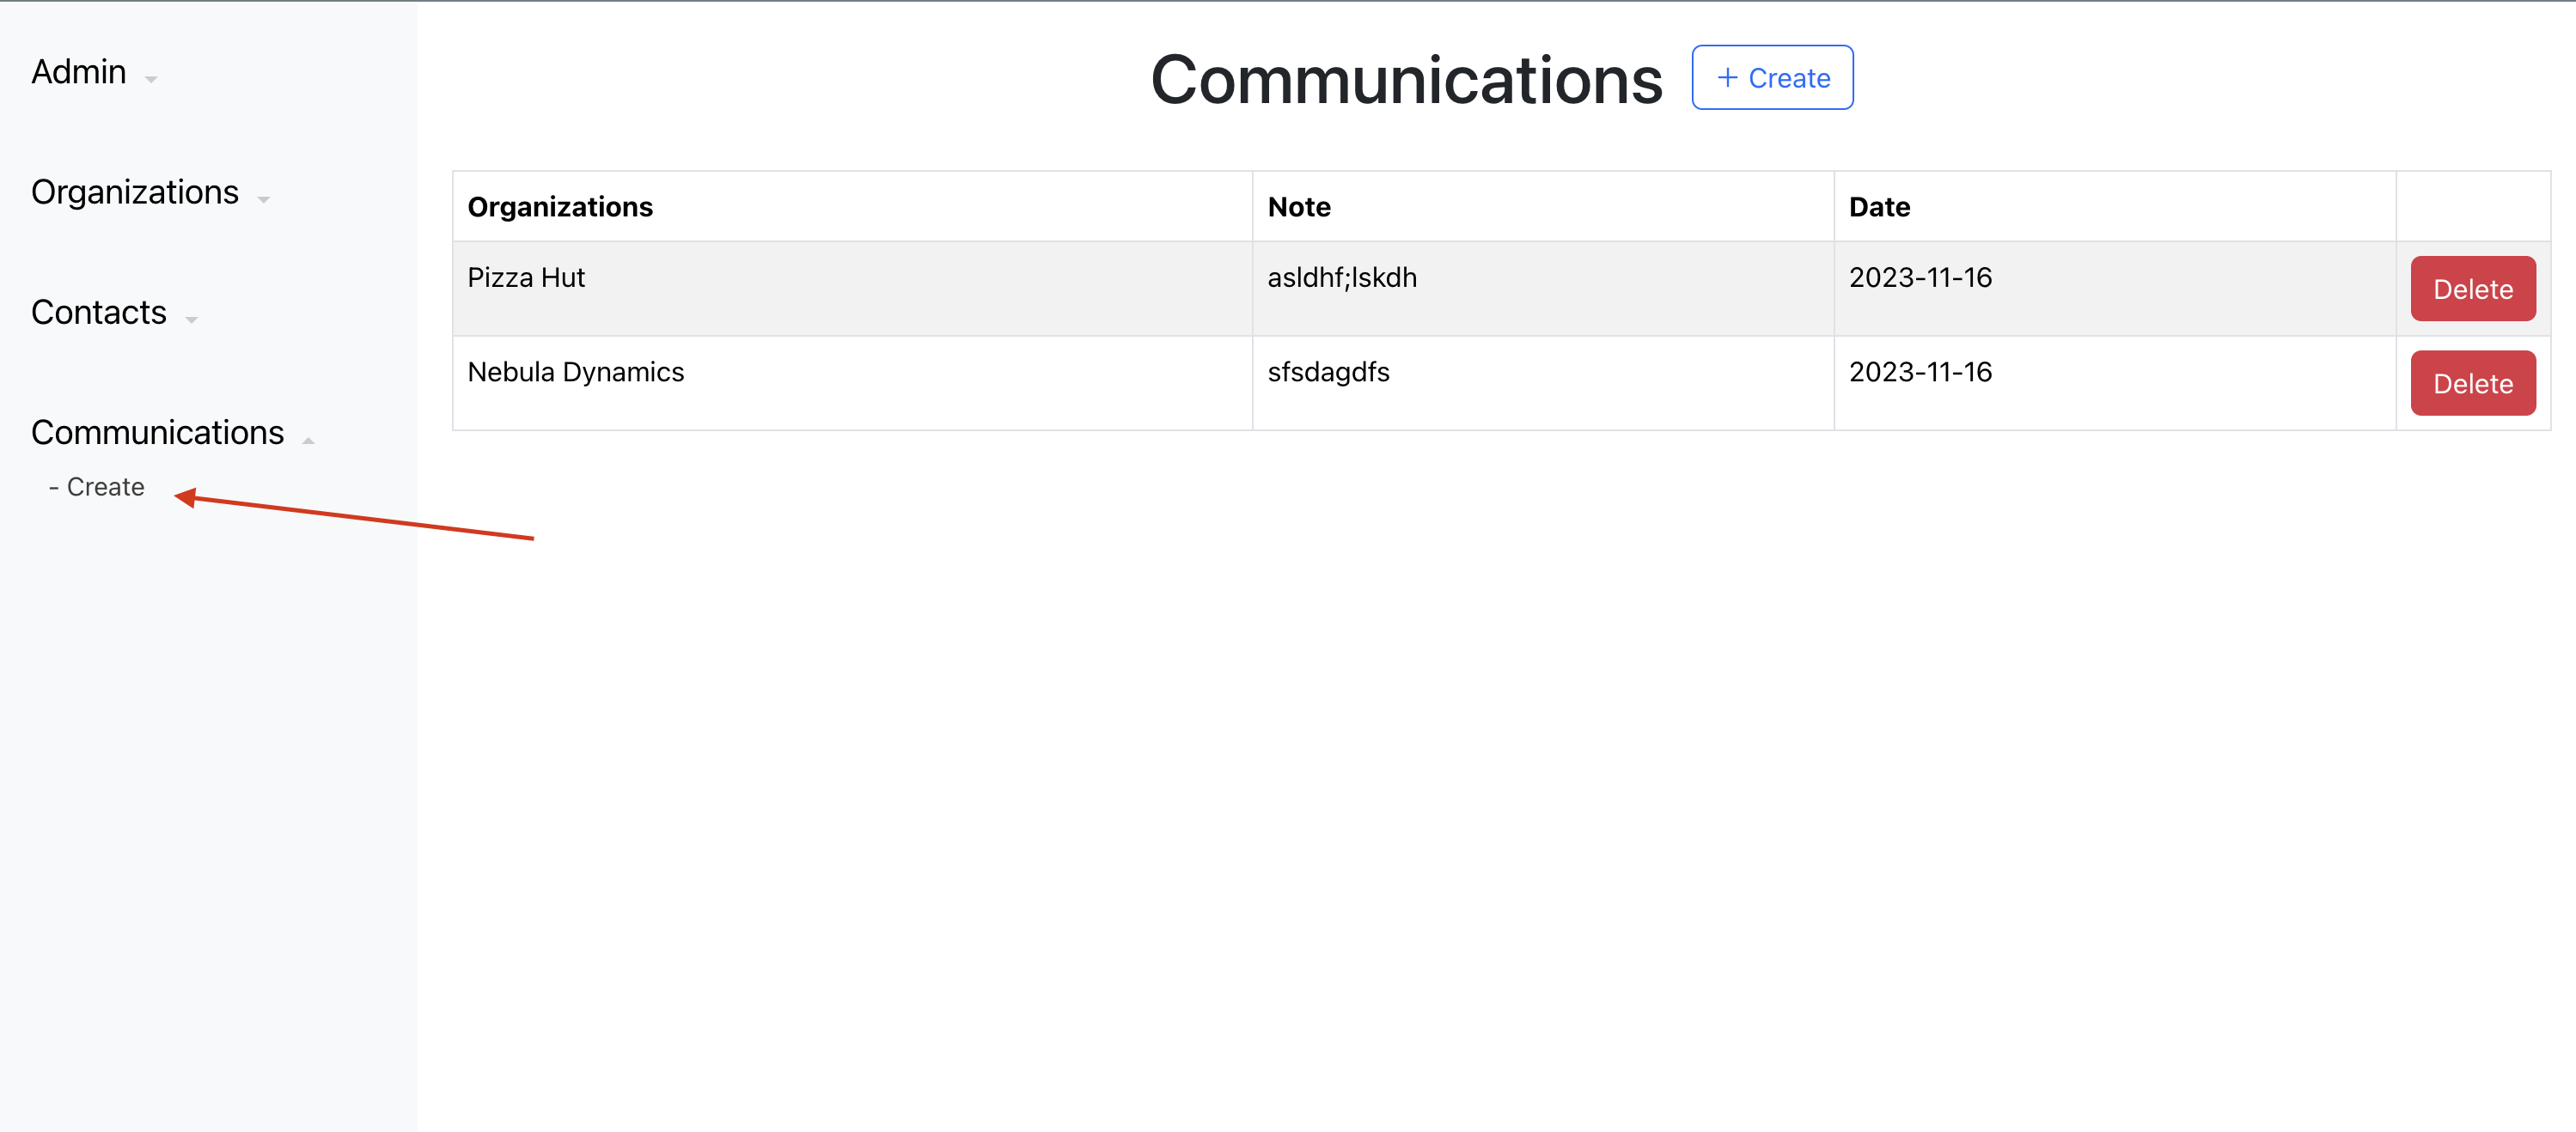 Admin
Organizations
Contacts
Communications
- Create
Communications
+ Create
Organizations Note Date
Pizza Hut asldhf;lskdh 2023-11-16 Delete
Nebula Dynamics sfsdagdfs 2023-11-16 Delete